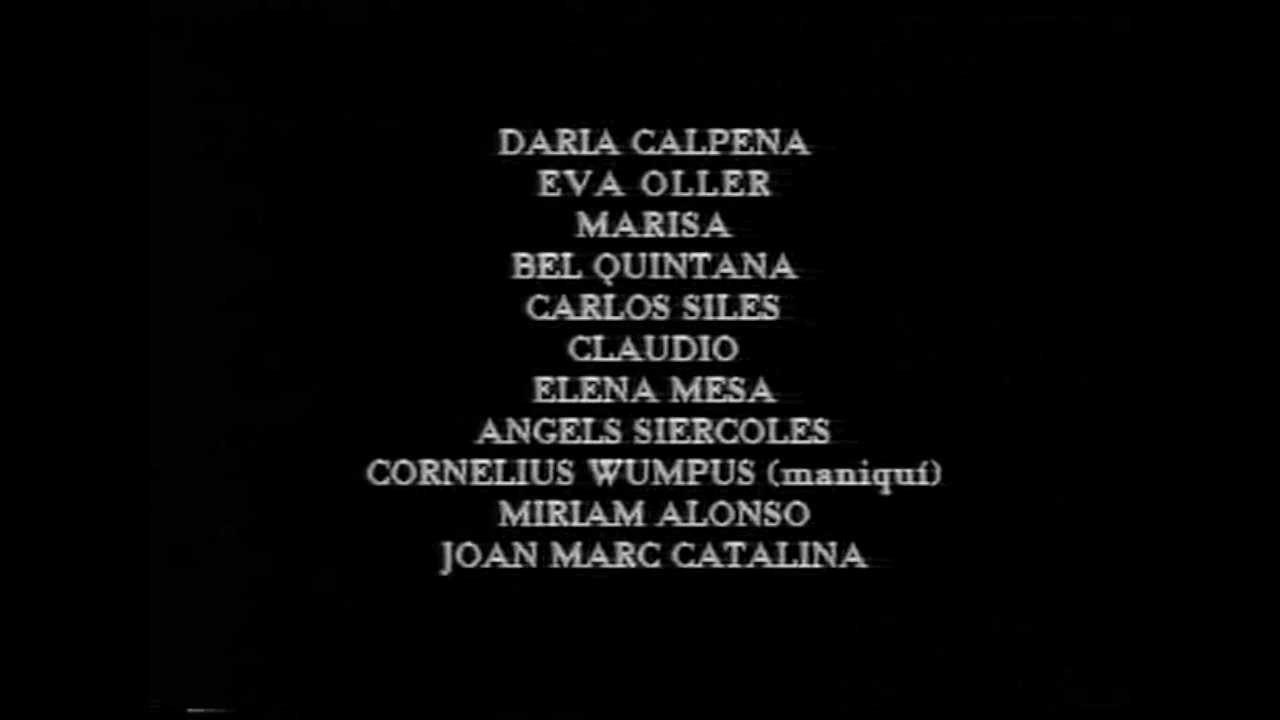 DARIA CALPENA
EVA OLLER
MARISA
BEL QUINTANA
CARLOS SILES
CLAUDIO
ELENA MESA
ANGELS SIERCOLES
CORNELIUS WUMPUS (maniquí)
MIRIAM ALONSO
JOAN MARC CATALINA